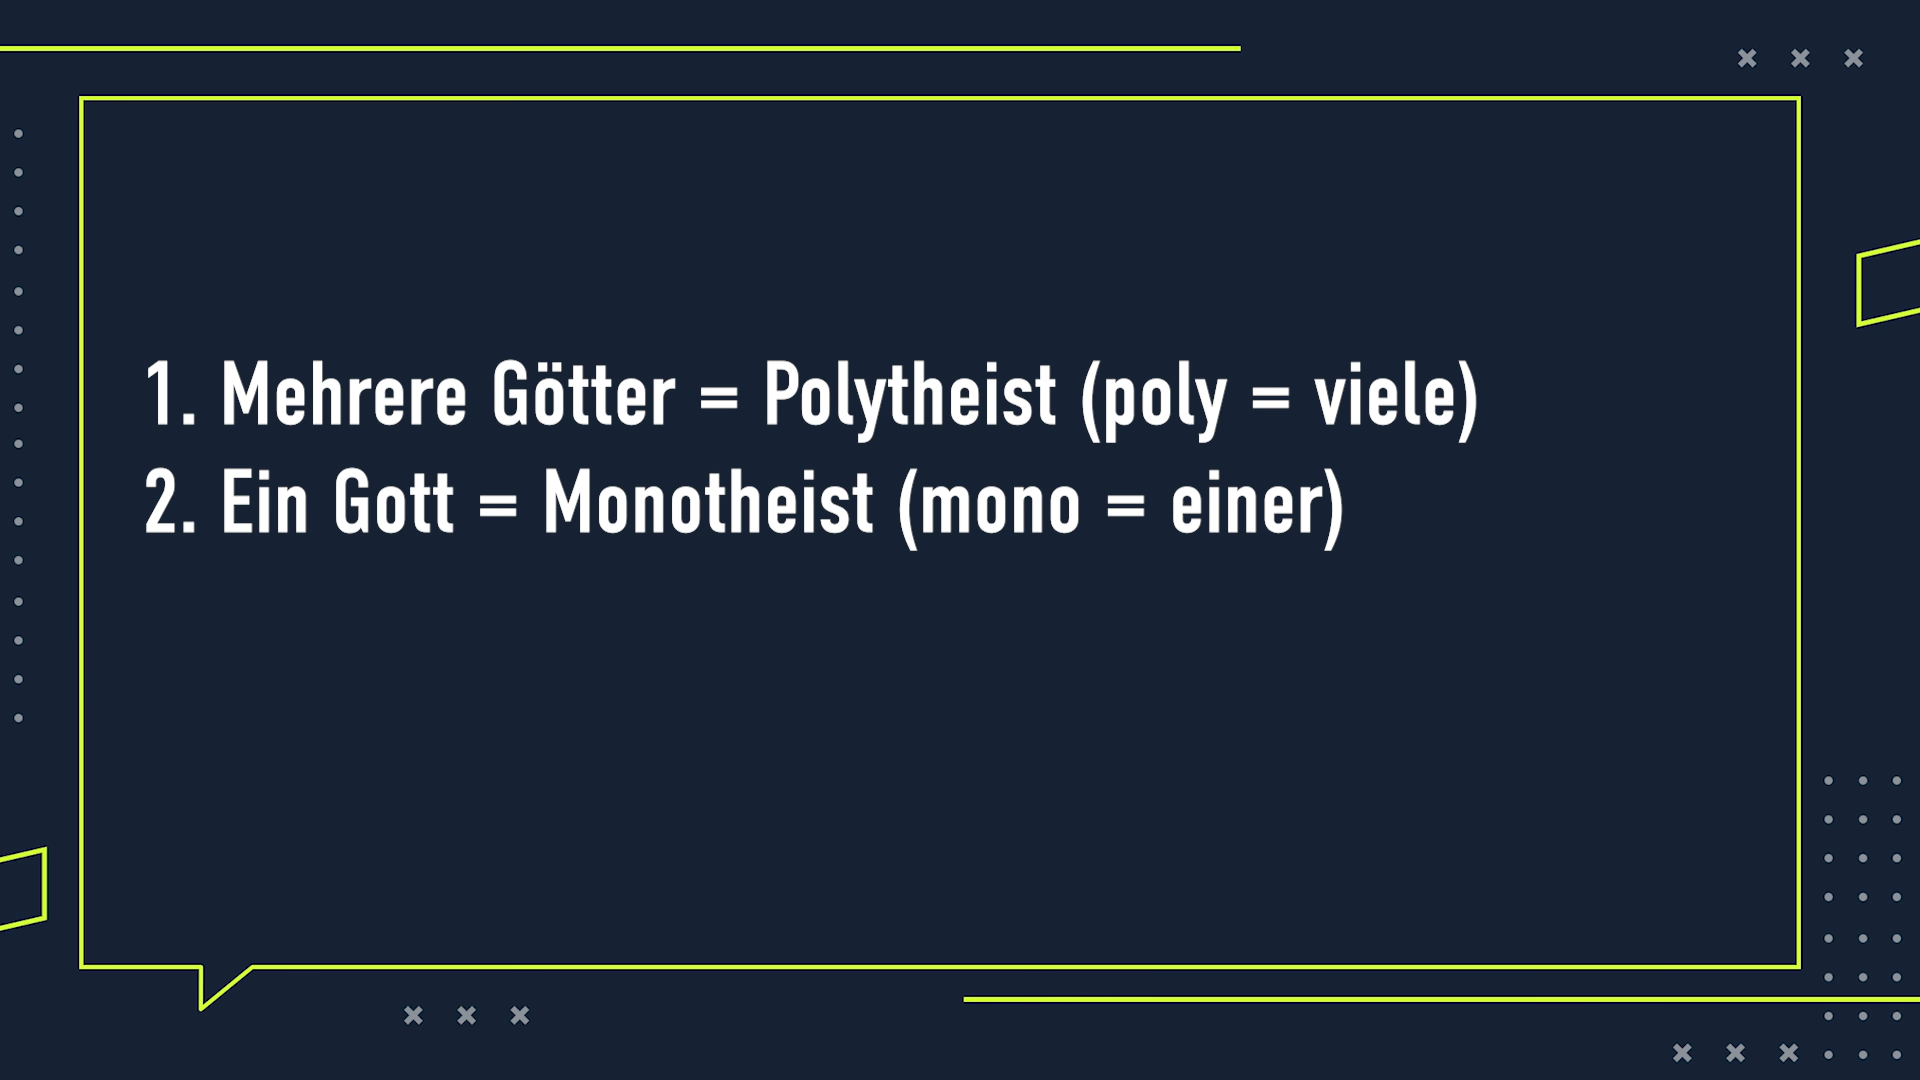 1. Mehrere Götter = Polytheist (poly = viele)
2. Ein Gott = Monotheist (mono = einer)